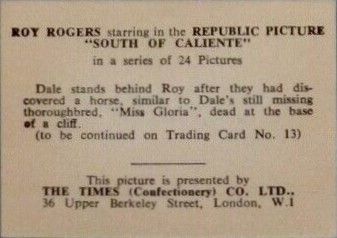 ROY ROGERS starring in the REPUBLIC PICTURE
"SOUTH OF CALIENTE"
in a series of 24 Pictures
Dale stands behind Roy after they had dis-
covered a horse, similar to Dale's still missing
thoroughbred, "Miss Gloria", dead at the base
of a cliff.
(to be continued on Trading Card No. 13)
This picture is presented by
THE TIMES (Confectionery) CO. LTD.,
36 Upper Berkeley Street, London, W.1